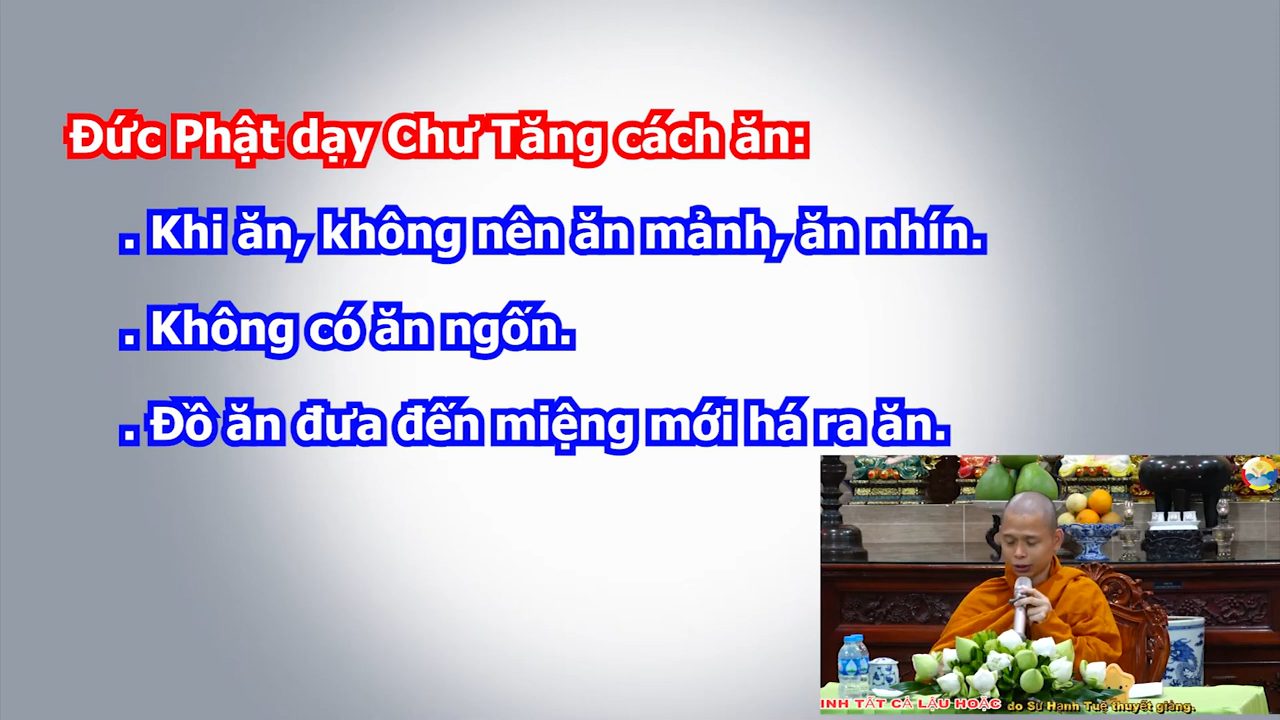 Đức Phật dạy Chư Tăng cách ăn:
. Khi ăn, không nên ăn mảnh, ăn nhín.
. Không có ăn ngốn.
. Đồ ăn đưa đến miệng mới há ra ăn.
INH TẤT CẢ LẬU HOẶC do Sư Hạnh Tuệ thuyết giảng.